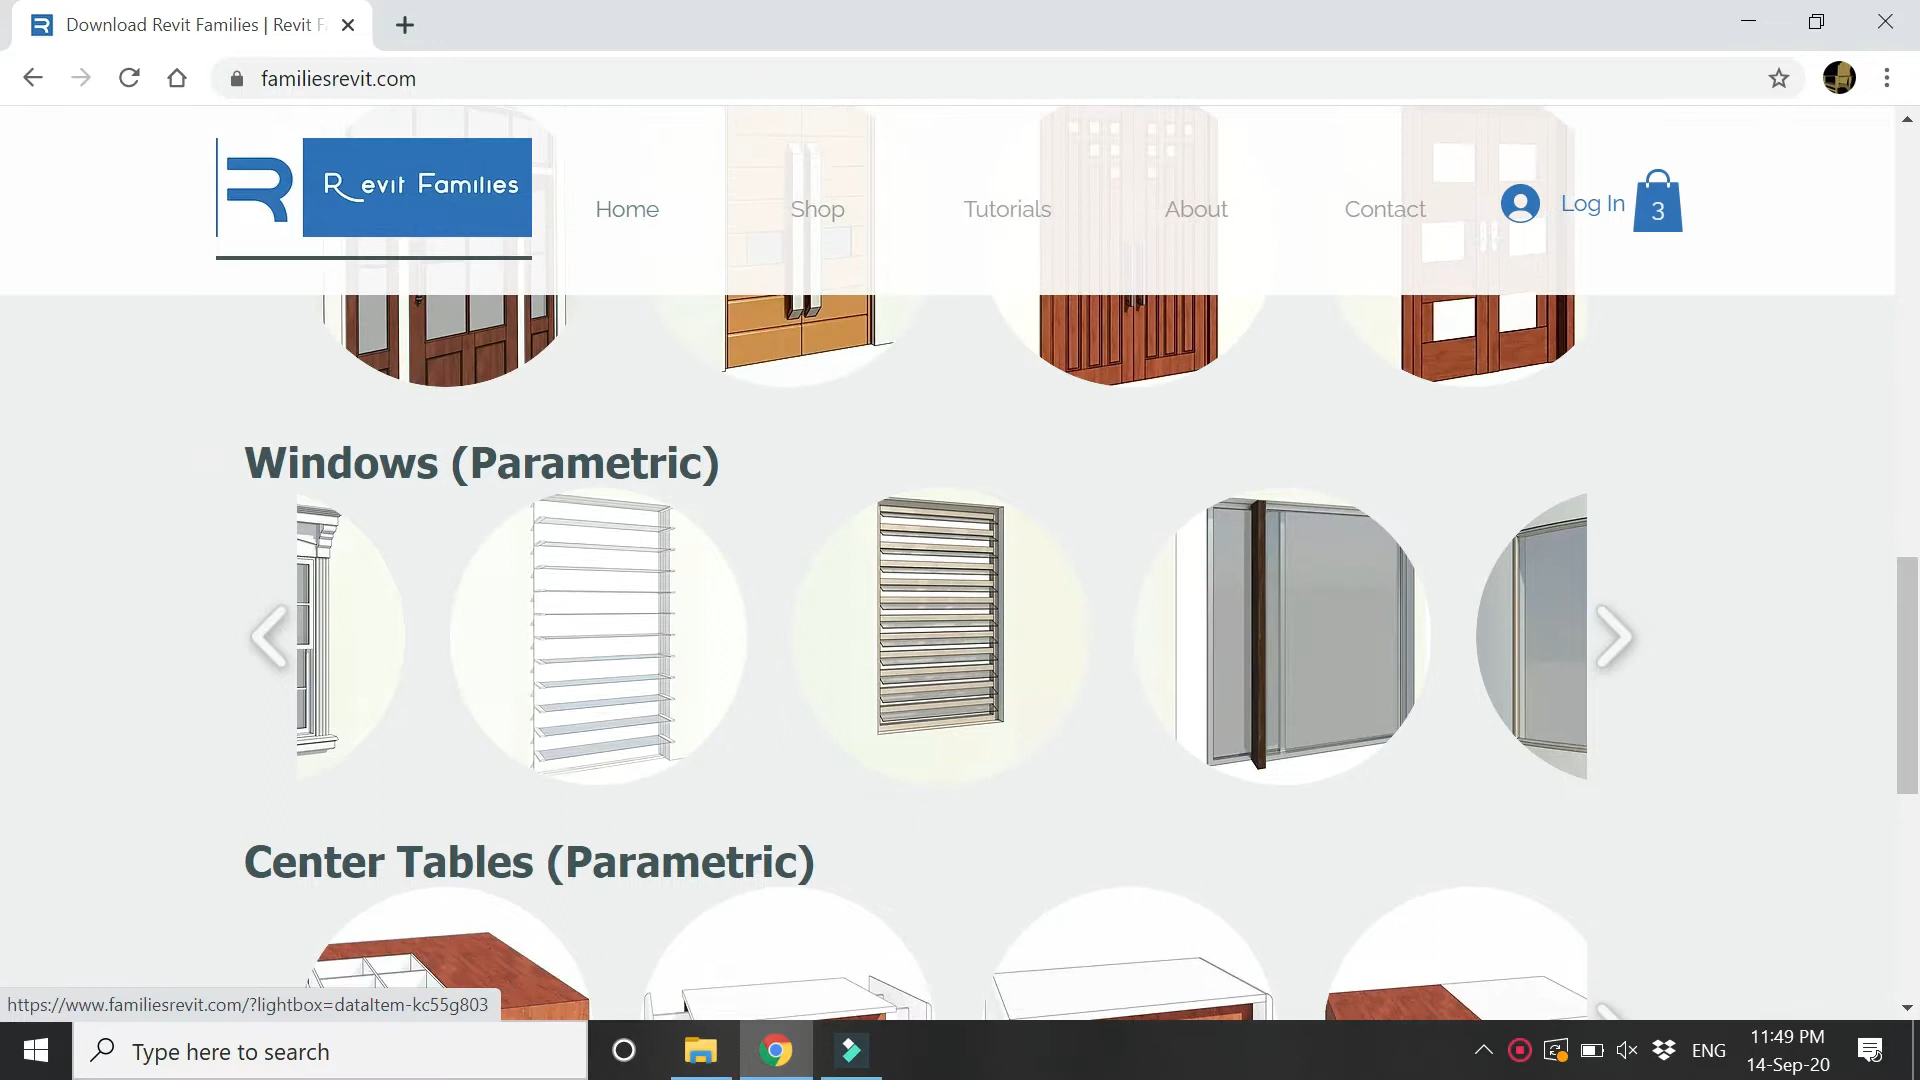 Download Revit Families | Revit F
familiesrevit.com
R
Revit Families
Home
Shop
Tutorials
About
Contact
Log In
3
Windows (Parametric)
Center Tables (Parametric)
https://www.familiesrevit.com/?lightbox=dataItem-kc55g803
Type here to search
ENG
11:49 PM
14-Sep-20